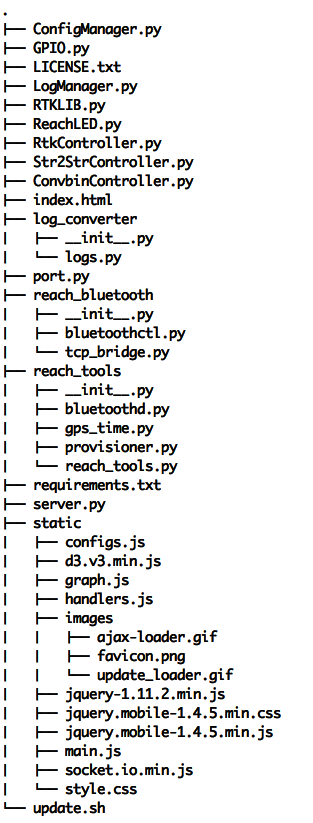 .
├── ConfigManager.py
├── GPIO.py
├── LICENSE.txt
├── LogManager.py
├── RTKLIB.py
├── ReachLED.py
├── RtkController.py
├── Str2StrController.py
├── ConvbinController.py
├── index.html
├── log_converter
│   ├── __init__.py
│   └── logs.py
├── port.py
├── reach_bluetooth
│   ├── __init__.py
│   ├── bluetoothctl.py
│   └── tcp_bridge.py
├── reach_tools
│   ├── __init__.py
│   ├── bluetoothd.py
│   ├── gps_time.py
│   ├── provisioner.py
│   └── reach_tools.py
├── requirements.txt
├── server.py
├── static
│   ├── configs.js
│   ├── d3.v3.min.js
│   ├── graph.js
│   ├── handlers.js
│   ├── images
│   │   ├── ajax-loader.gif
│   │   ├── favicon.png
│   │   └── update_loader.gif
│   ├── jquery-1.11.2.min.js
│   ├── jquery.mobile-1.4.5.min.css
│   ├── jquery.mobile-1.4.5.min.js
│   ├── main.js
│   ├── socket.io.min.js
│   └── style.css
└── update.sh